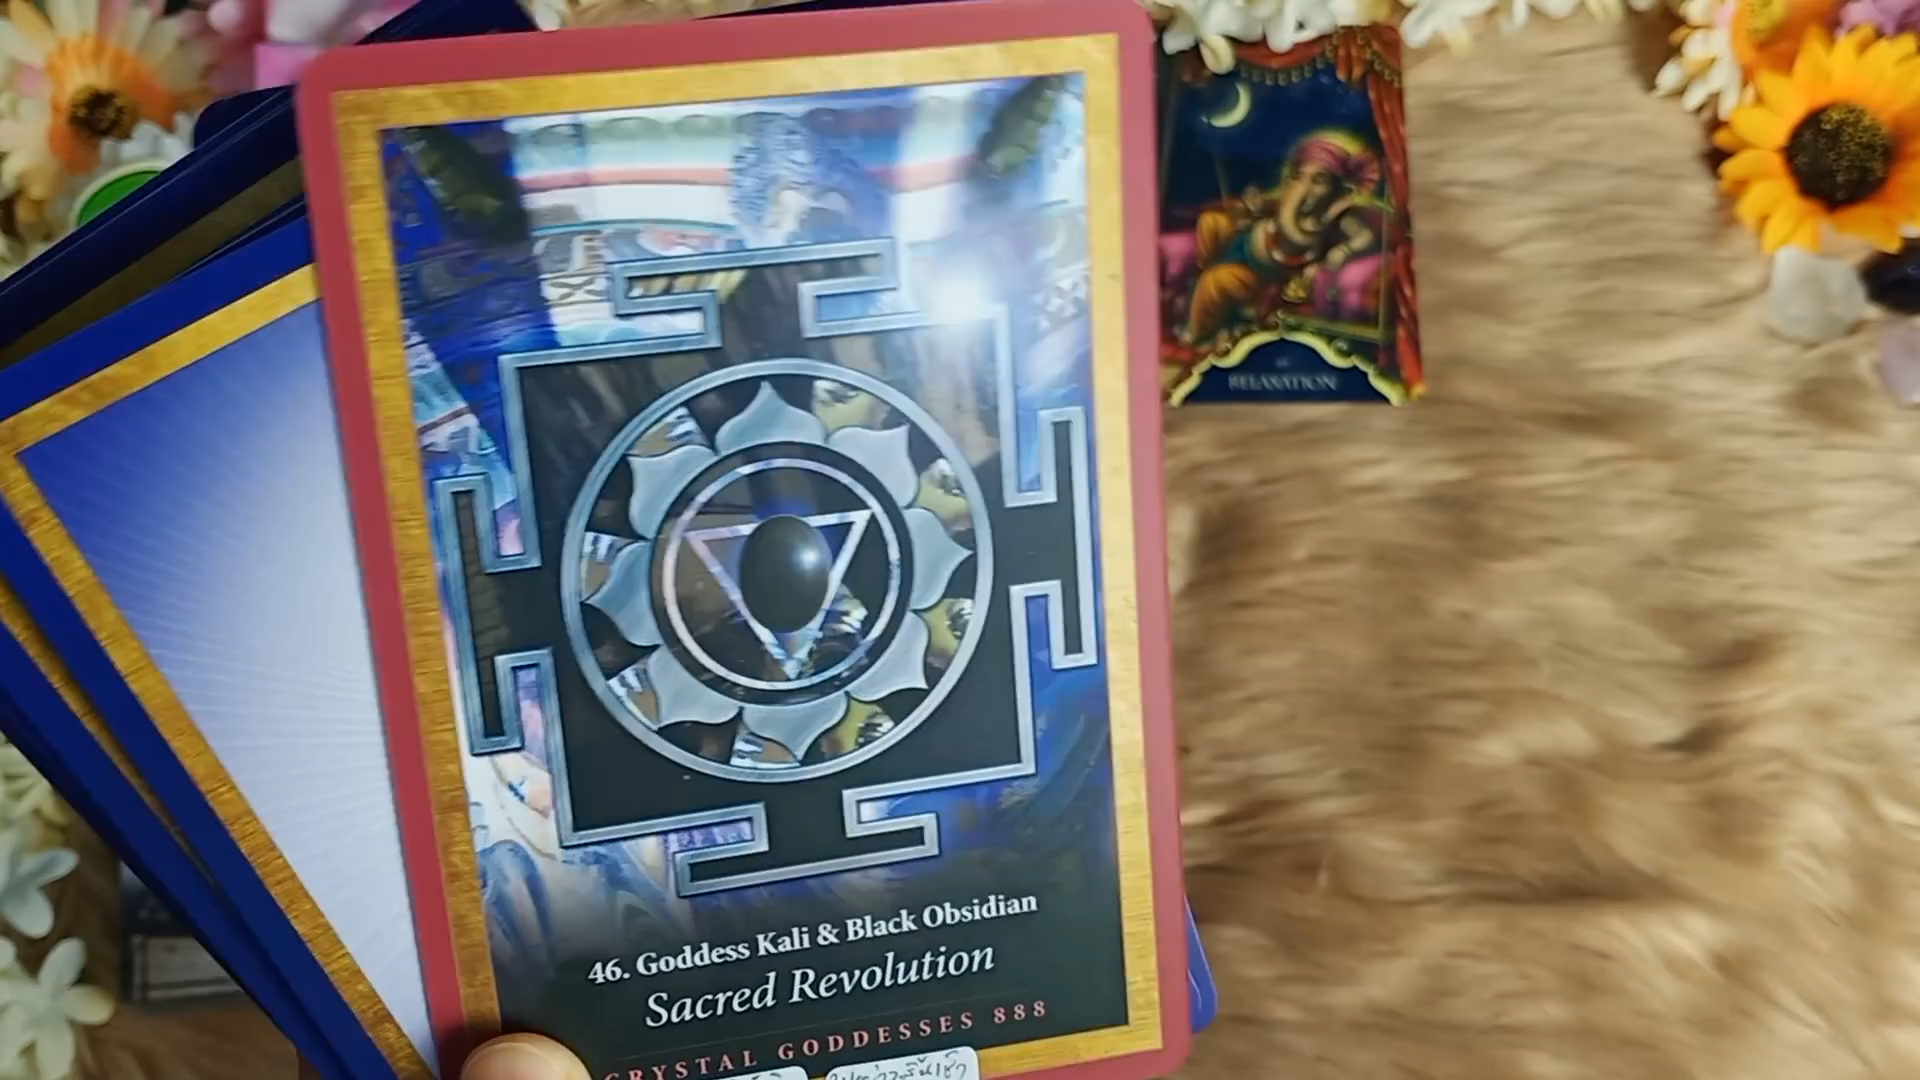 46. Goddess Kali & Black Obsidian
Sacred Revolution
CRYSTAL GODDESSES 888
RELAXATION